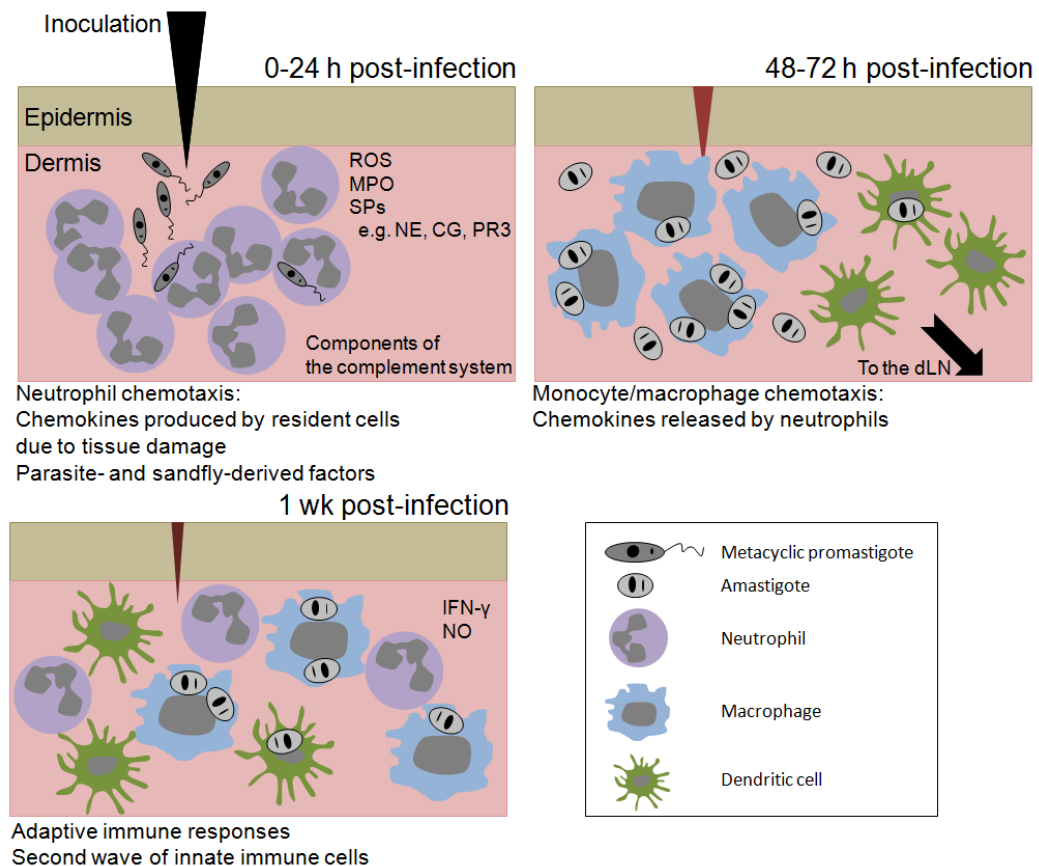 Inoculation
0-24 h post-infection
Epidermis
Dermis
ROS
MPO
SPs
e.g. NE, CG, PR3
Components of
the complement system
Neutrophil chemotaxis:
Chemokines produced by resident cells
due to tissue damage
Parasite- and sandfly-derived factors
48-72 h post-infection
To the dLN
Monocyte/macrophage chemotaxis:
Chemokines released by neutrophils
1 wk post-infection
IFN-γ
NO
Adaptive immune responses
Second wave of innate immune cells
Metacyclic promastigote
Amastigote
Neutrophil
Macrophage
Dendritic cell